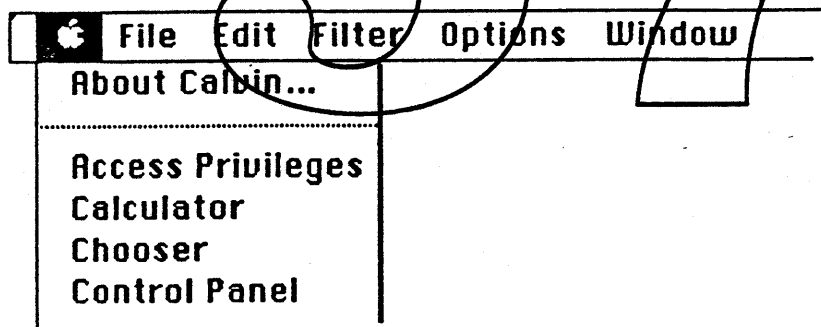 File Edit Filter Options Window
About Calvin...
Access Privileges
Calculator
Chooser
Control Panel